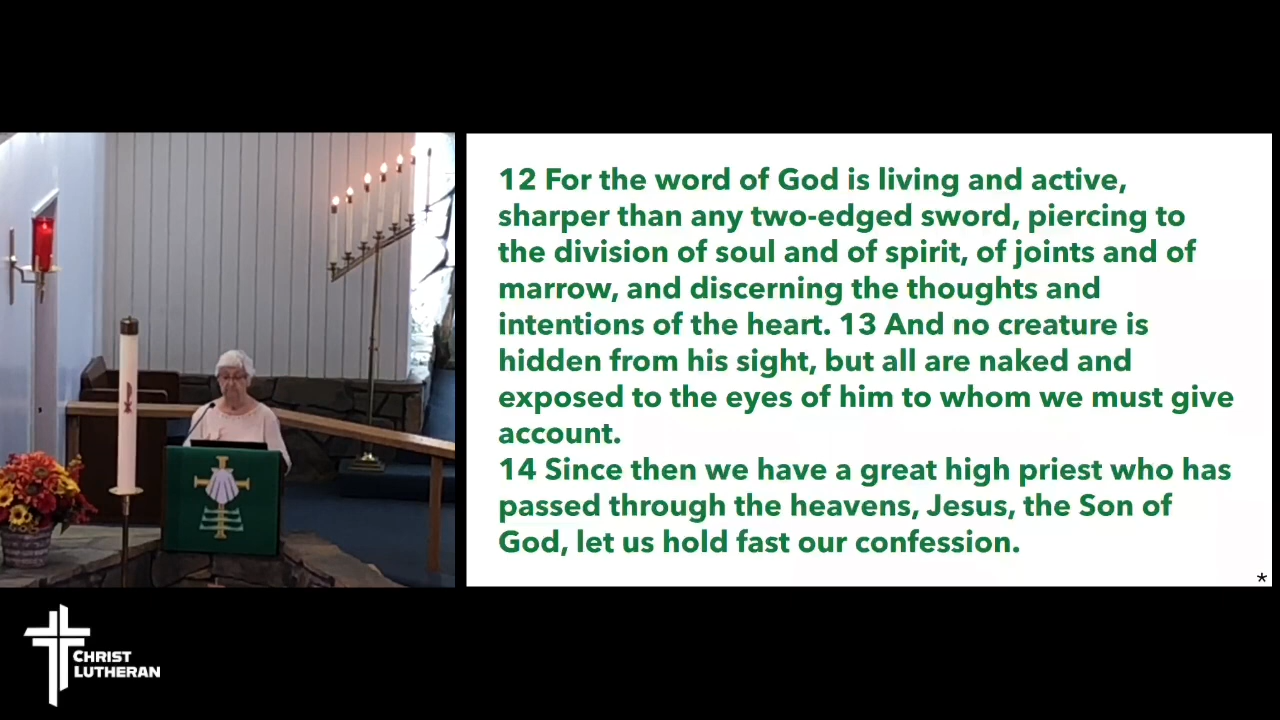 12 For the word of God is living and active,
sharper than any two-edged sword, piercing to
the division of soul and of spirit, of joints and of
marrow, and discerning the thoughts and
intentions of the heart. 13 And no creature is
hidden from his sight, but all are naked and
exposed to the eyes of him to whom we must give
account.
14 Since then we have a great high priest who has
passed through the heavens, Jesus, the Son of
God, let us hold fast our confession.
*
CHRIST
LUTHERAN